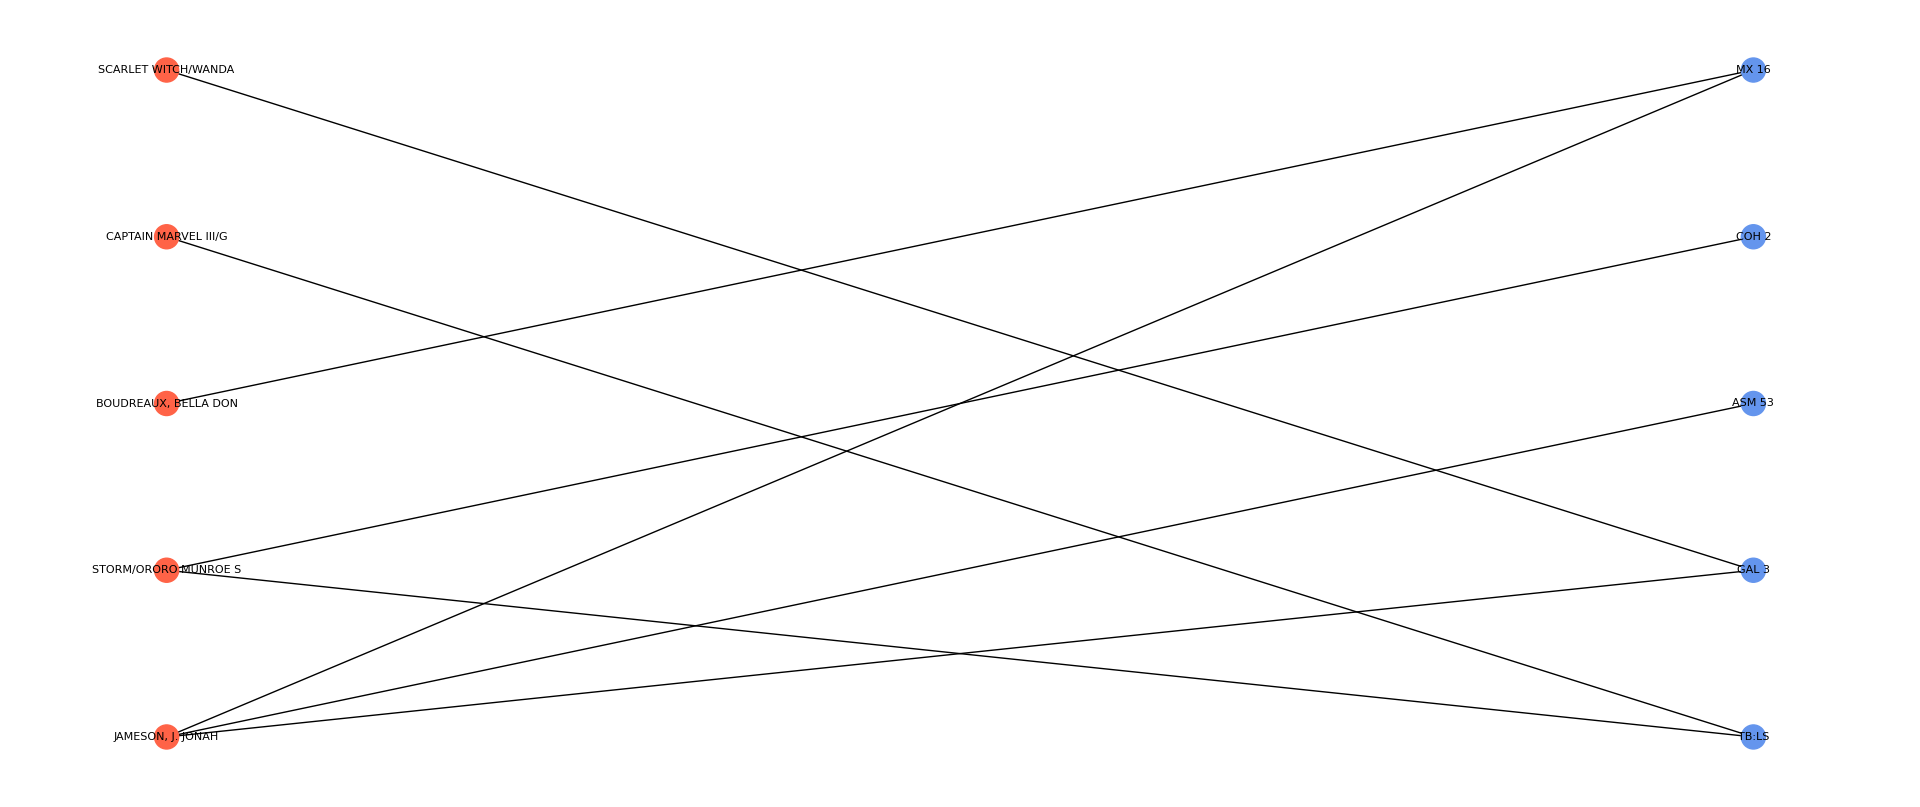 SCARLET WITCH/WANDA
MX 16
CAPTAIN MARVEL III/G
COH 2
BOUDREAUX, BELLA DON
ASM 53
STORM/ORORO MUNROE S
GAL 3
JAMESON, J. JONAH
TB:LS